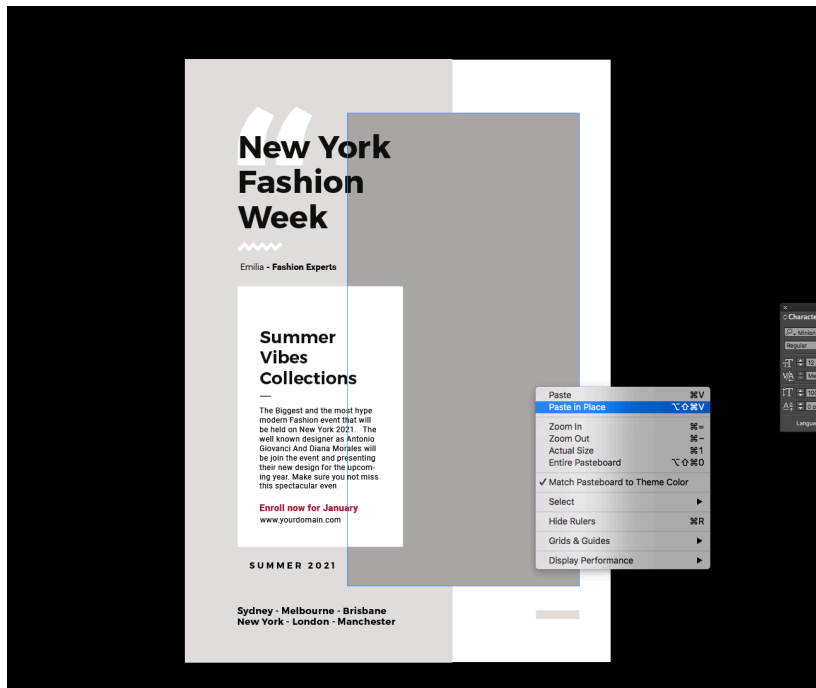 New York
Fashion
Week
Emilia - Fashion Experts
Summer
Vibes
Collections
The Biggest and the most hype
modern Fashion event that will
be held on New York 2021. The
well known designer as Antonio
Giovanci And Diana Morales will
be join the event and presenting
their new design for the upcom-
ing year. Make sure you not miss
this spectacular even
Enroll now for January
www.yourdomain.com
SUMMER 2021
Sydney - Melbourne - Brisbane
New York - London - Manchester
Paste ⌘V
Paste in Place ⌥⇧⌘V
Zoom In ⌘=
Zoom Out ⌘–
Actual Size ⌘1
Entire Pasteboard ⌥⇧⌘0
✓ Match Pasteboard to Theme Color
Select ▶
Hide Rulers ⌘R
Grids & Guides ▶
Display Performance ▶
Characte
Minion
Regular
12
100
Langua